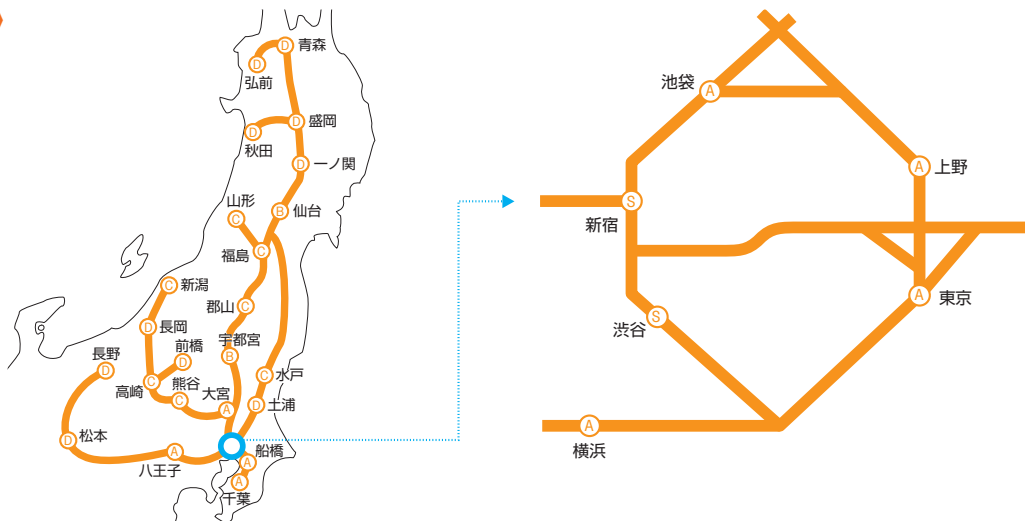 D 青森
D
弘前
D 盛岡
D
秋田
D 一ノ関
山形
C
B 仙台
福島 C
C 新潟
郡山 C
D 長岡
前橋
D
宇都宮
B
長野
D
高崎 C
熊谷
C
大宮
A
C 水戸
D 土浦
D 松本
A
八王子
船橋
A
A
千葉
池袋 A
A 上野
S
新宿
A 東京
渋谷 S
A
横浜